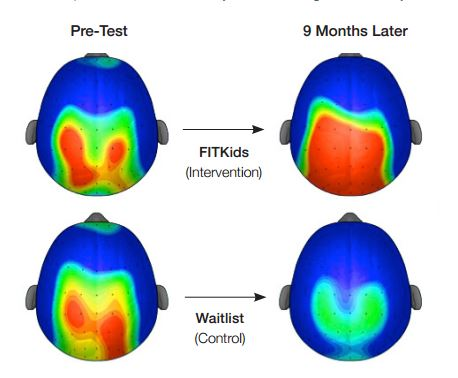 Pre-Test
9 Months Later
FITKids
(Intervention)
Waitlist
(Control)